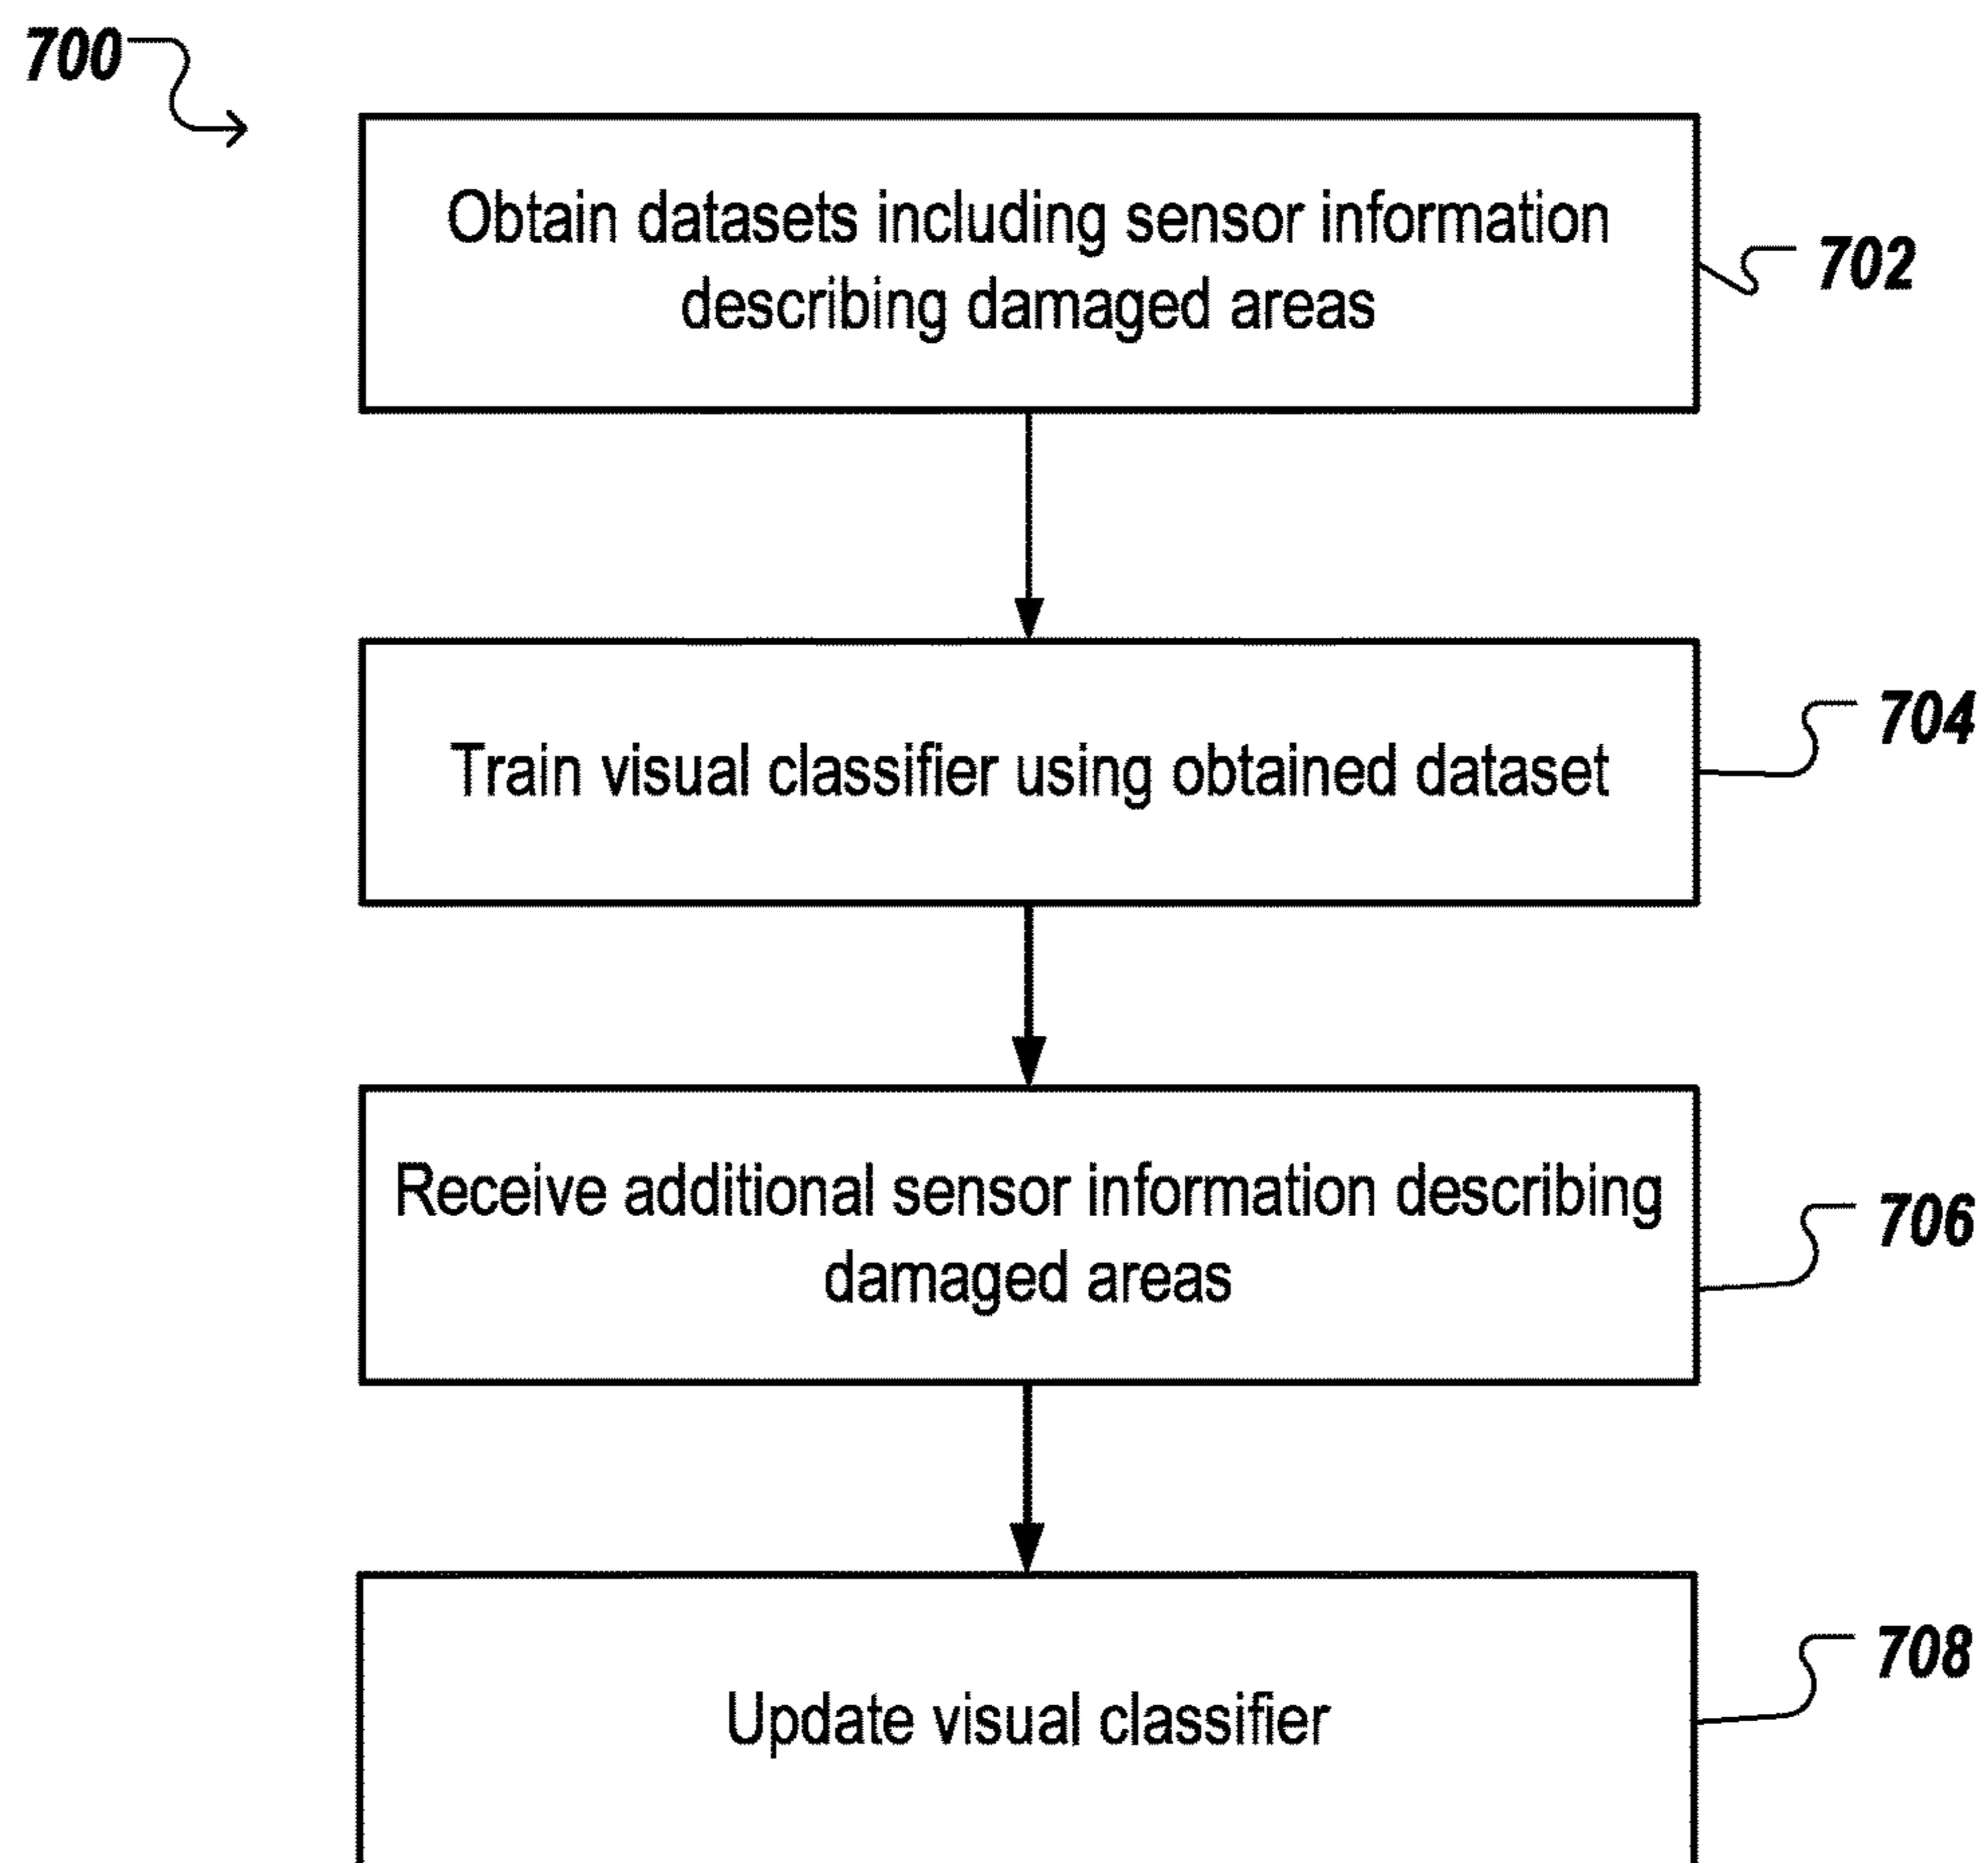 700
Obtain datasets including sensor information
describing damaged areas
702
Train visual classifier using obtained dataset
704
Receive additional sensor information describing
damaged areas
706
Update visual classifier
708